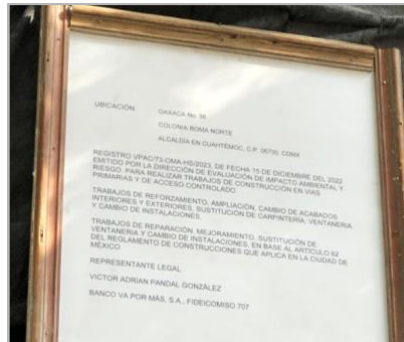 UBICACIÓN: OAXACA No. 36
COLONIA ROMA NORTE
ALCALDÍA EN CUAHTÉMOC, C.P. 06700, CDMX
REGISTRO VPAC/T3-OMA-HS/2023, DE FECHA 15 DE DICIEMBRE DEL 2022
EMITIDO POR LA DIRECCIÓN DE EVALUACIÓN DE IMPACTO AMBIENTAL Y
RIESGO, PARA REALIZAR TRABAJOS DE CONSTRUCCIÓN EN VÍAS
PRIMARIAS Y DE ACCESO CONTROLADO.
TRABAJOS DE REFORZAMIENTO, AMPLIACIÓN, CAMBIO DE ACABADOS
INTERIORES Y EXTERIORES, SUSTITUCIÓN DE CARPINTERÍA, VENTANERIA
Y CAMBIO DE INSTALACIONES.
TRABAJOS DE REPARACIÓN, MEJORAMIENTO, SUSTITUCIÓN DE
VENTANERIA Y CAMBIO DE INSTALACIONES, EN BASE AL ARTÍCULO 62
DEL REGLAMENTO DE CONSTRUCCIONES QUE APLICA EN LA CIUDAD DE
MÉXICO
REPRESENTANTE LEGAL
VICTOR ADRIAN PANDAL GONZÁLEZ
BANCO VA POR MÁS, S.A., FIDEICOMISO 707